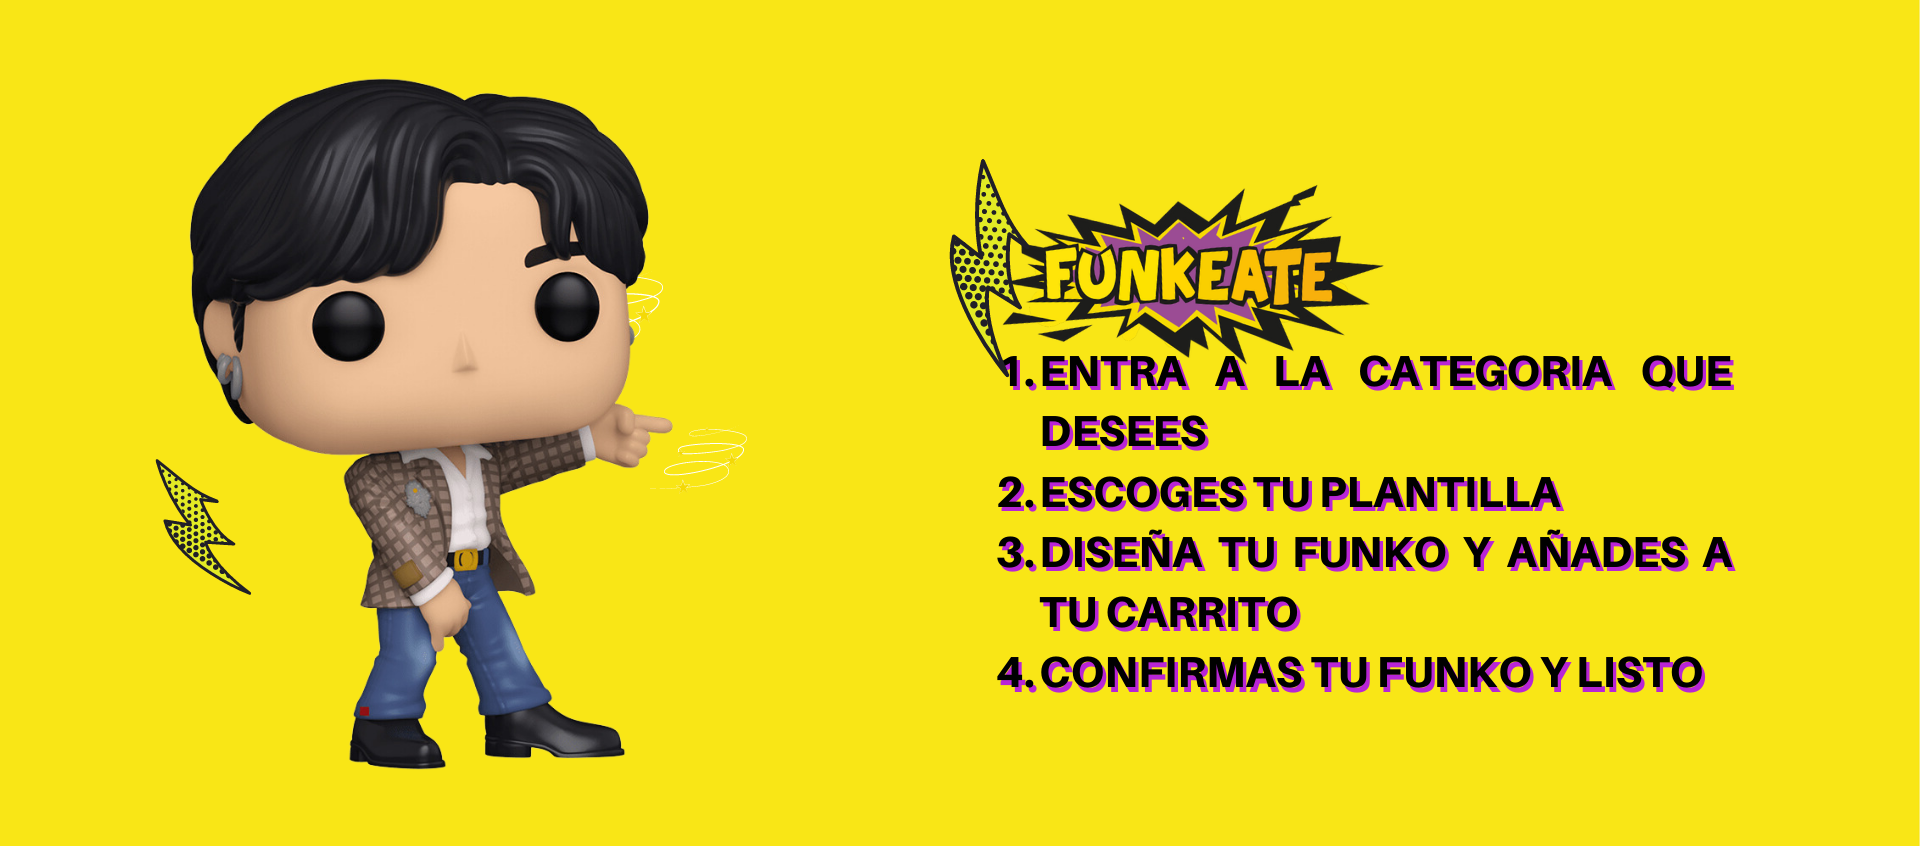 FUNKEATE
1. ENTRA A LA CATEGORIA QUE
DESEES
2. ESCOGES TU PLANTILLA
3. DISEÑA TU FUNKO Y AÑADES A
TU CARRITO
4. CONFIRMAS TU FUNKO Y LISTO